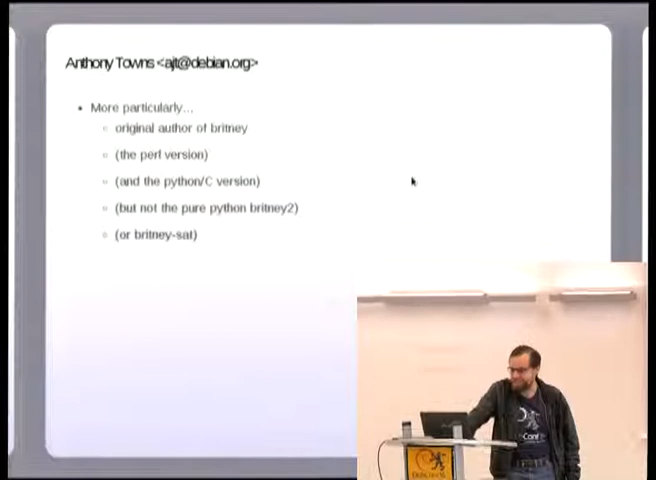 Anthony Towns <ajt@debian.org>
More particularly...
original author of britney
(the perl version)
(and the python/C version)
(but not the pure python britney2)
(or britney-sat)
Conf